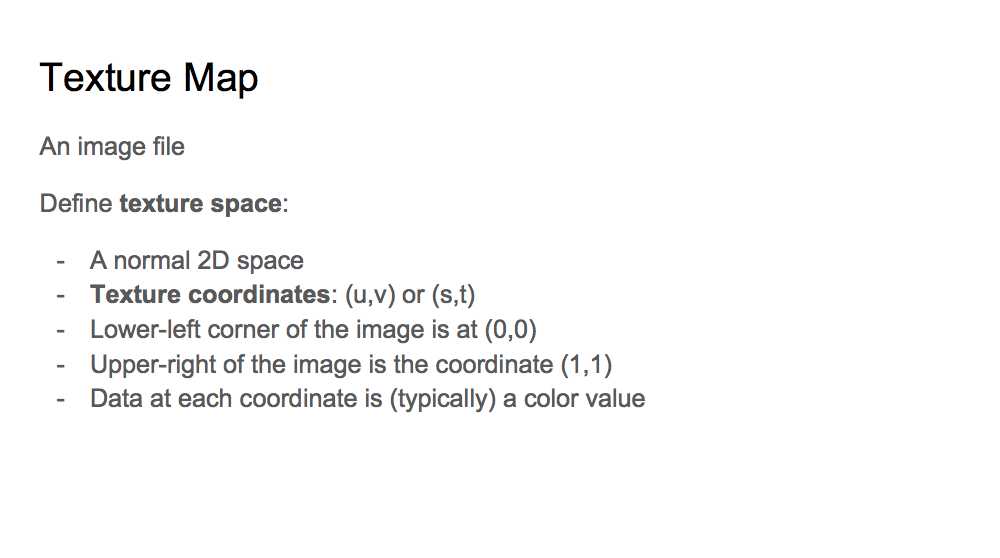 Texture Map
An image file
Define texture space:
- A normal 2D space
- Texture coordinates: (u,v) or (s,t)
- Lower-left corner of the image is at (0,0)
- Upper-right of the image is the coordinate (1,1)
- Data at each coordinate is (typically) a color value